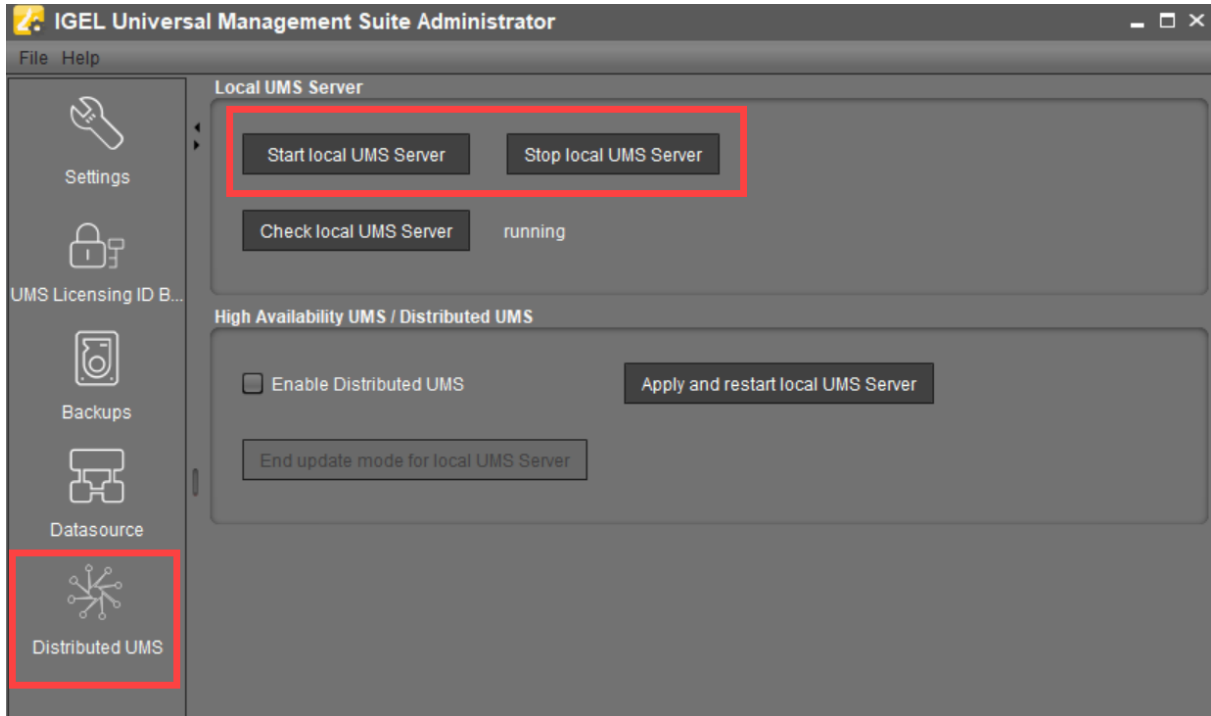 IGEL Universal Management Suite Administrator
File Help
Settings
UMS Licensing ID B...
Backups
Datasource
Distributed UMS
Local UMS Server
Start local UMS Server
Stop local UMS Server
Check local UMS Server
running
High Availability UMS / Distributed UMS
Enable Distributed UMS
Apply and restart local UMS Server
End update mode for local UMS Server